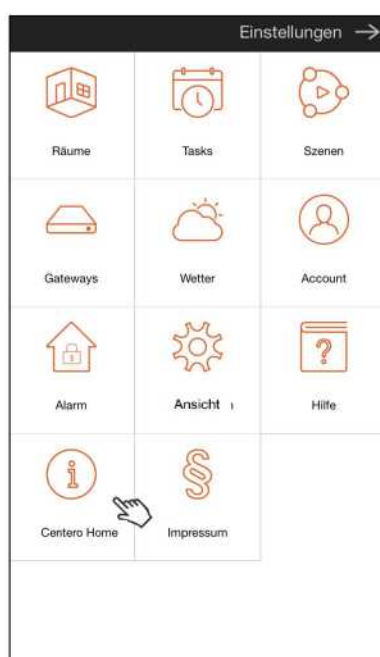 Einstellungen
Räume
Tasks
Szenen
Gateways
Wetter
Account
Alarm
Ansicht
Hilfe
Centero Home
Impressum